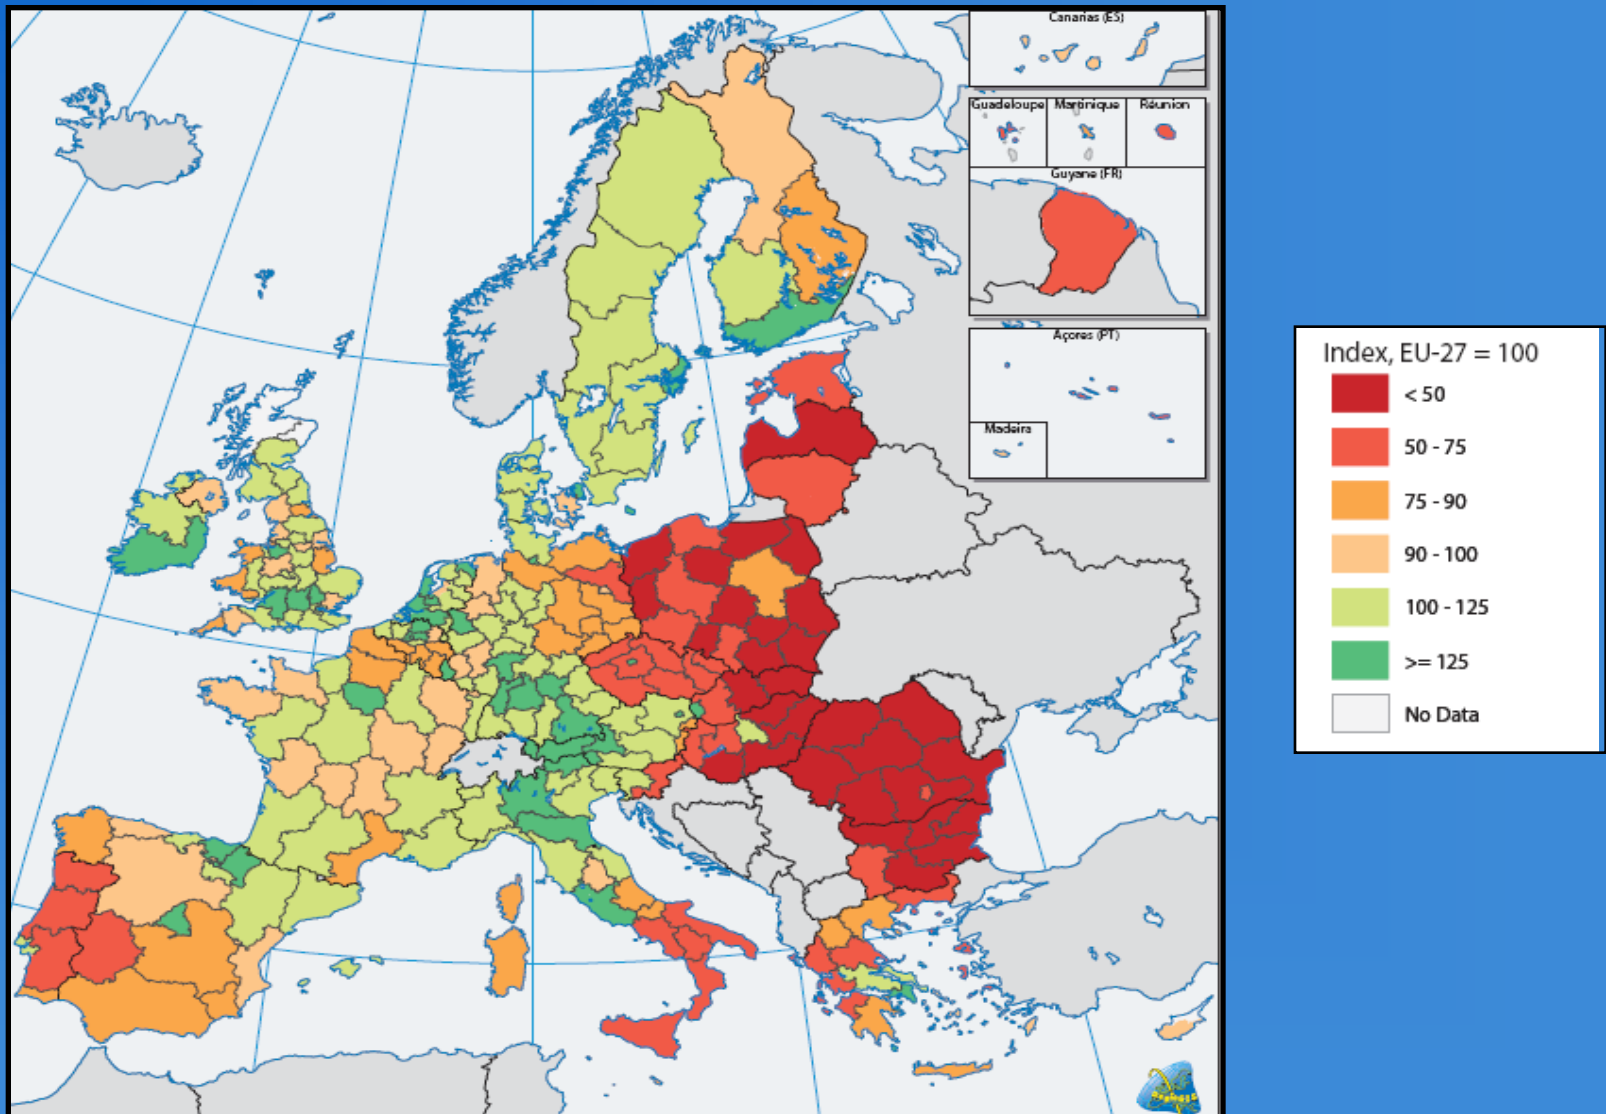 Canarias (ES)
Guadeloupe
Martinique
Réunion
Guyane (FR)
Açores (PT)
Madeira
Index, EU-27 = 100
< 50
50 - 75
75 - 90
90 - 100
100 - 125
>= 125
No Data